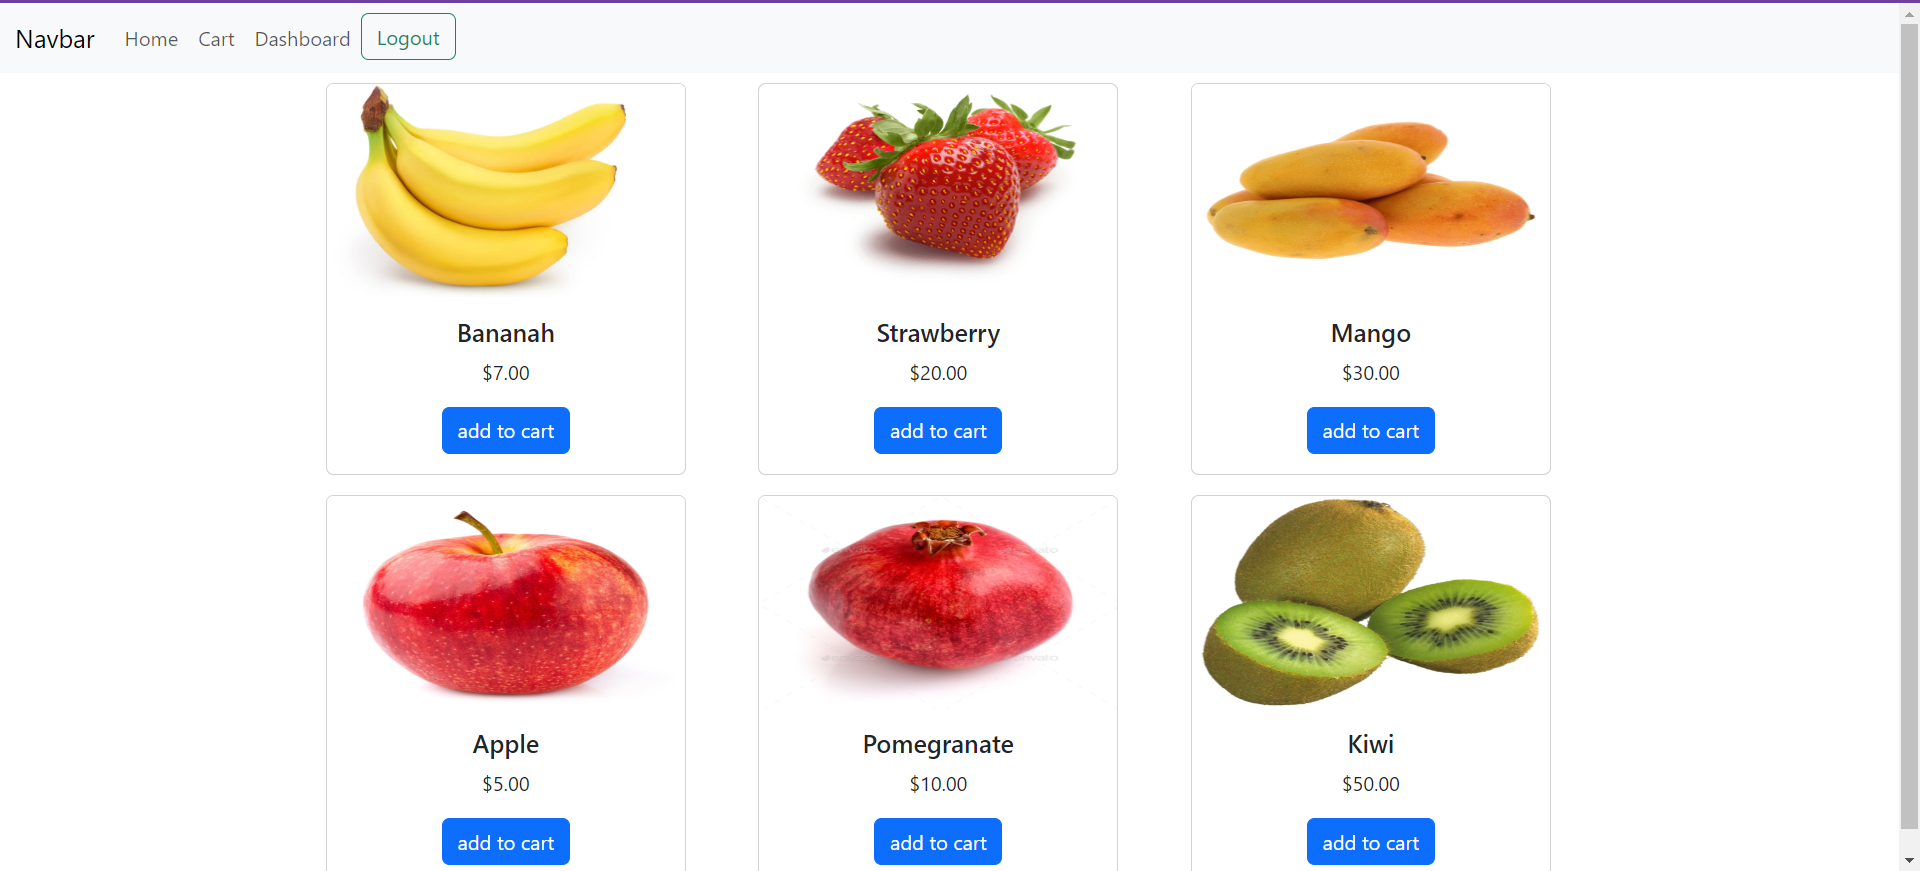 Navbar Home Cart Dashboard Logout
Bananah Strawberry Mango
$7.00 $20.00 $30.00
add to cart add to cart add to cart
Apple Pomegranate Kiwi
$5.00 $10.00 $50.00
add to cart add to cart add to cart